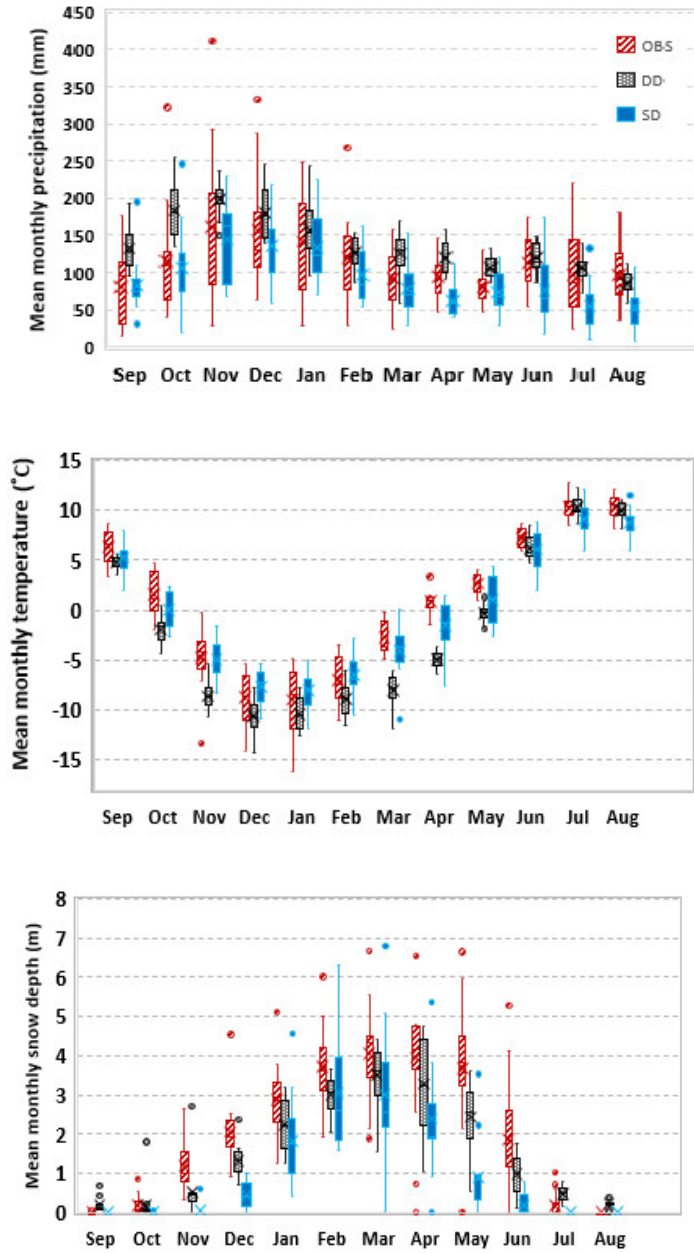 Mean monthly precipitation (mm)
450
400
350
300
250
200
150
100
50
0
OBS
DD
SD
Sep Oct Nov Dec Jan Feb Mar Apr May Jun Jul Aug
Mean monthly temperature (°C)
15
10
5
0
-5
-10
-15
Sep Oct Nov Dec Jan Feb Mar Apr May Jun Jul Aug
Mean monthly snow depth (m)
8
7
6
5
4
3
2
1
0
Sep Oct Nov Dec Jan Feb Mar Apr May Jun Jul Aug